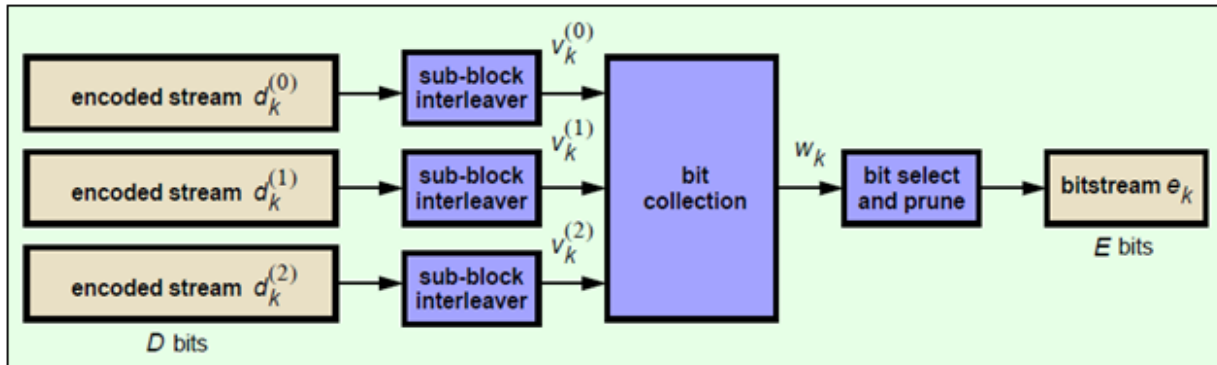 encoded stream d_k^(0)
sub-block
interleaver
v_k^(0)
encoded stream d_k^(1)
sub-block
interleaver
v_k^(1)
encoded stream d_k^(2)
sub-block
interleaver
v_k^(2)
D bits
bit
collection
w_k
bit select
and prune
bitstream e_k
E bits